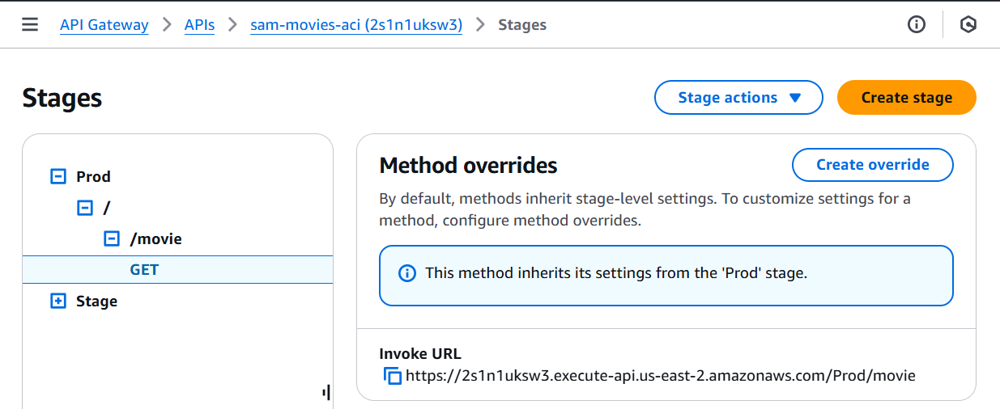 API Gateway > APIs > sam-movies-aci (2s1n1uksw3) > Stages
Stages
Stage actions
Create stage
Prod
/
/movie
GET
Stage
Method overrides
Create override
By default, methods inherit stage-level settings. To customize settings for a
method, configure method overrides.
This method inherits its settings from the 'Prod' stage.
Invoke URL
https://2s1n1uksw3.execute-api.us-east-2.amazonaws.com/Prod/movie